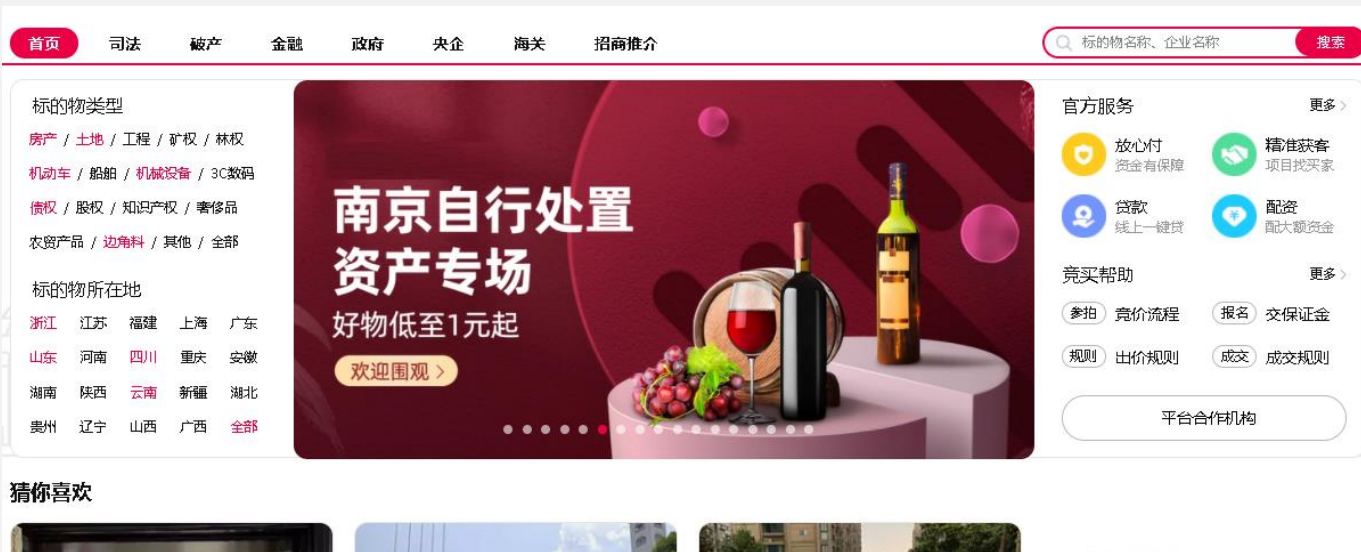 首页 司法 破产 金融 政府 央企 海关 招商推介
标的物名称、企业名称 搜索
标的物类型
房产 / 土地 / 工程 / 矿权 / 林权
机动车 / 船舶 / 机械设备 / 3C数码
债权 / 股权 / 知识产权 / 奢侈品
农贸产品 / 边角料 / 其他 / 全部
标的物所在地
浙江 江苏 福建 上海 广东
山东 河南 四川 重庆 安徽
湖南 陕西 云南 新疆 湖北
贵州 辽宁 山西 广西 全部
南京自行处置
资产专场
好物低至1元起
欢迎围观 >
官方服务 更多 >
放心付 精准获客
资金有保障 项目找买家
贷款 配资
线上一键贷 配大额资金
竞买帮助 更多 >
参拍 竞价流程 报名 交保证金
规则 出价规则 成交 成交规则
平台合作机构
猜你喜欢